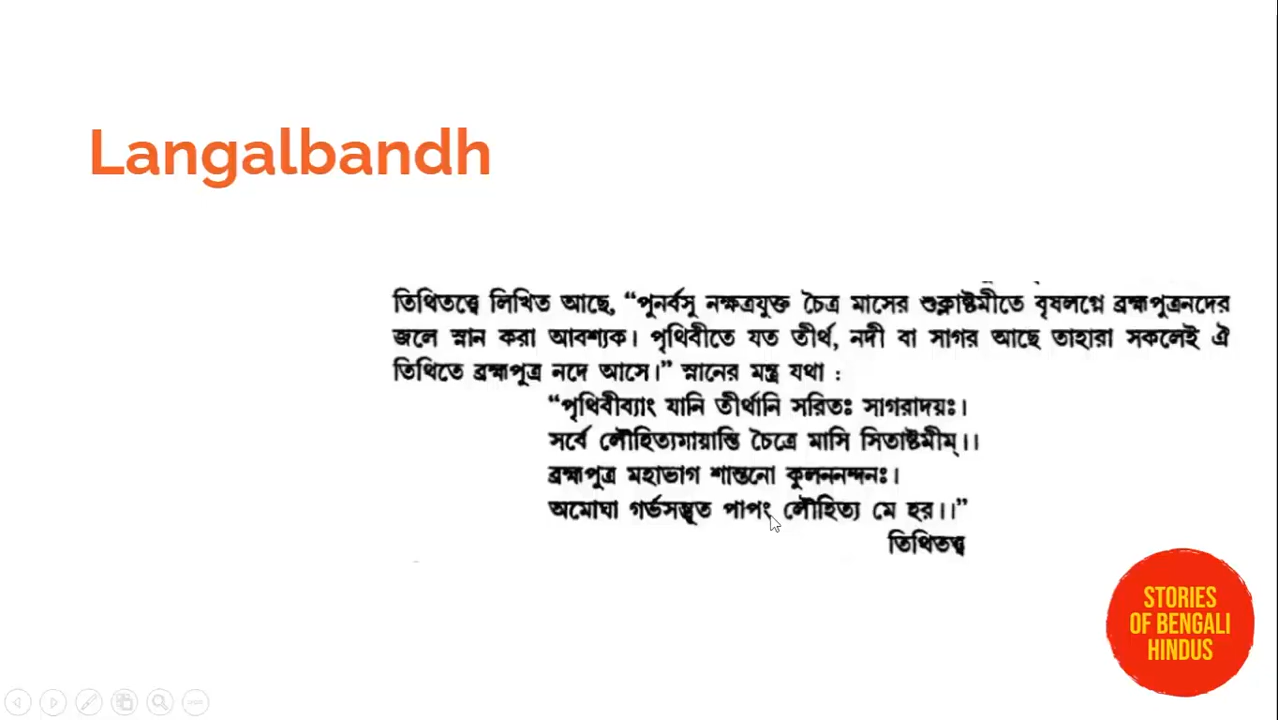 Langalbandh
তিথিতত্ত্বে লিখিত আছে, “পুনর্বসু নক্ষত্রযুক্ত চৈত্র মাসের শুক্লাষ্টমীতে বৃষলগ্নে ব্রহ্মপুত্রনদের
জলে স্নান করা আবশ্যক। পৃথিবীতে যত তীর্থ, নদী বা সাগর আছে তাহারা সকলেই ঐ
তিথিতে ব্রহ্মপুত্র নদে আসে।” স্নানের মন্ত্র যথা :
“পৃথিবীব্যাং যানি তীর্থানি সরিতঃ সাগরাদয়ঃ।
সর্বে লৌহিত্যগায়ান্তি চৈত্রে মাসি সিতাষ্টমীম্।।
ব্রহ্মপুত্র মহাভাগ শান্তনো কুলননন্দনঃ।
অমোঘা গর্ভসম্ভূত পাপং লৌহিত্য মে হর।।”
তিথিতত্ত্ব
STORIES
OF BENGALI
HINDUS